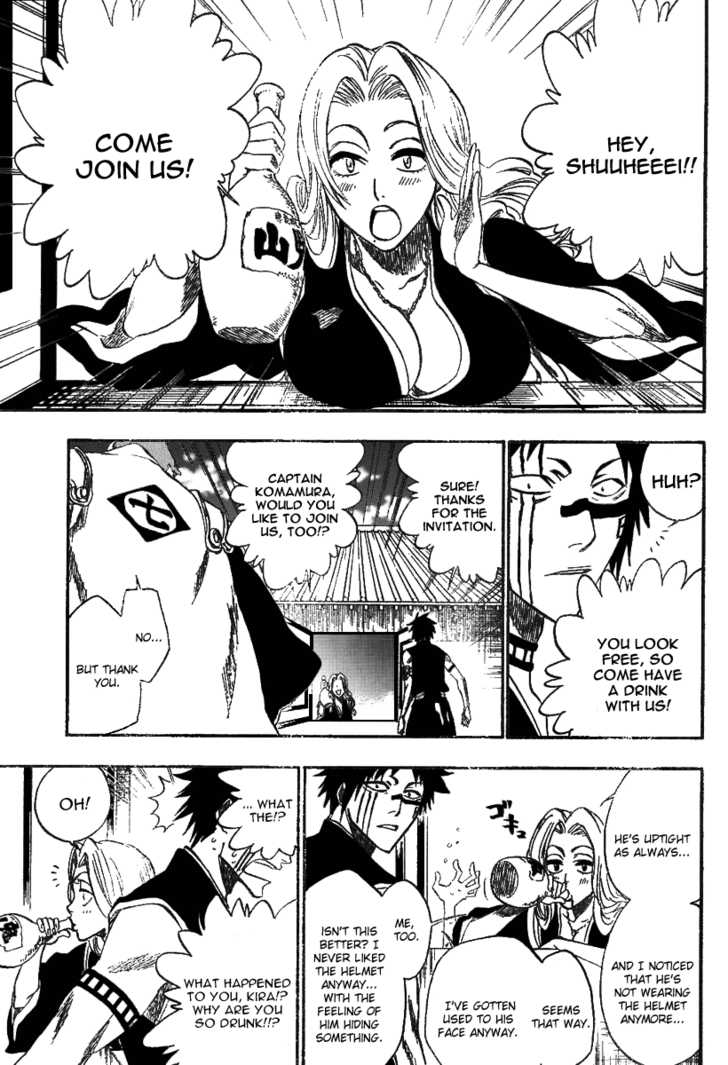 HEY,
SHUUHEEEI!!
COME
JOIN US!
山
HUH?
YOU LOOK
FREE, SO
COME HAVE
A DRINK
WITH US!
SURE!
THANKS
FOR THE
INVITATION.
CAPTAIN
KOMAMURA,
WOULD YOU
LIKE TO JOIN
US, TOO!?
七
NO...
BUT THANK
YOU.
HE'S UPTIGHT
AS ALWAYS...
AND I NOTICED
THAT HE'S
NOT WEARING
THE HELMET
ANYMORE...
ゴキュ
SEEMS
THAT WAY.
I'VE GOTTEN
USED TO HIS
FACE ANYWAY.
ME,
TOO.
ISN'T THIS
BETTER? I
NEVER LIKED
THE HELMET
ANYWAY...
WITH THE
FEELING OF
HIM HIDING
SOMETHING.
... WHAT
THE!?
OH!
WHAT HAPPENED
TO YOU, KIRA!?
WHY ARE YOU
SO DRUNK!!?